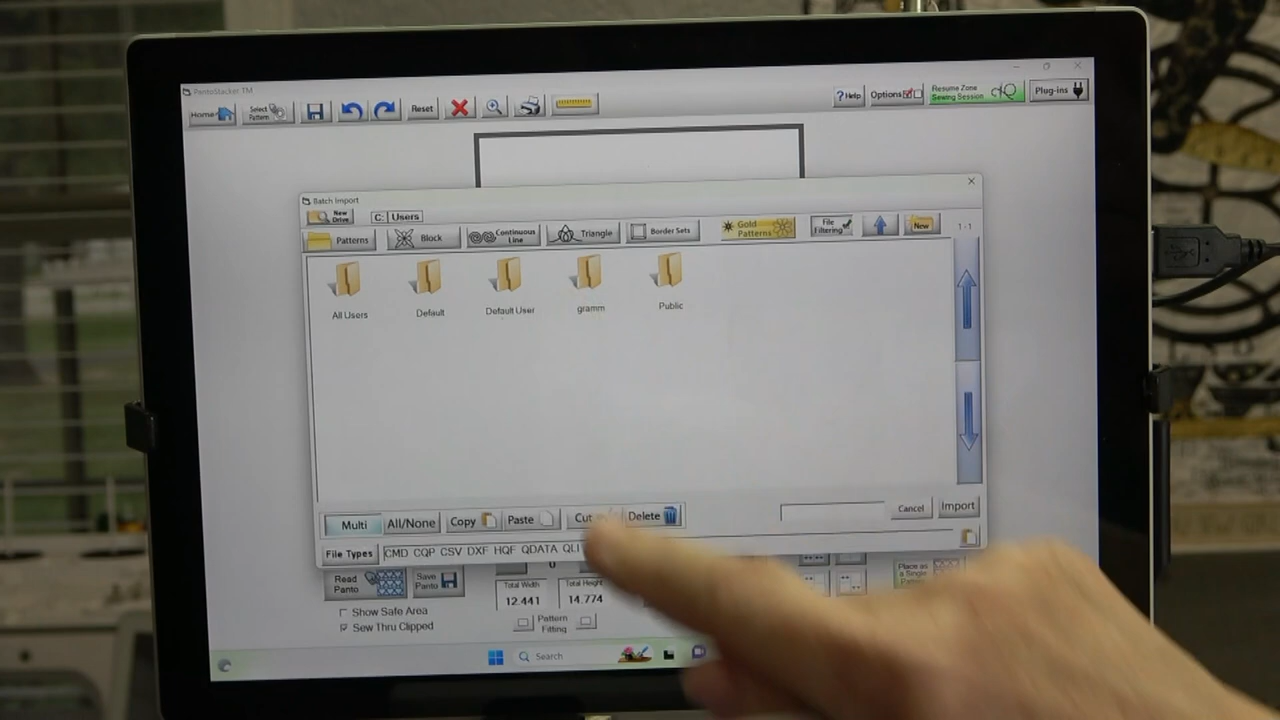 PantoStacker TM
Home Select Pattern Reset ? Help Options Resume Zone Sewing Session Plug-ins
Batch Import
New Drive C: Users
Patterns Block Continuous Line Triangle Border Sets Gold Patterns File Filtering New 1 - 1
All Users Default Default User gramm Public
Multi All/None Copy Paste Cut Delete Cancel Import
File Types CMD CQP CSV DXF HQF QDATA QLI
Read Panto Save Panto 0 Place as a Single
Total Width Total Height
12.441 14.774
Show Safe Area
Sew Thru Clipped
Pattern Fitting
Search